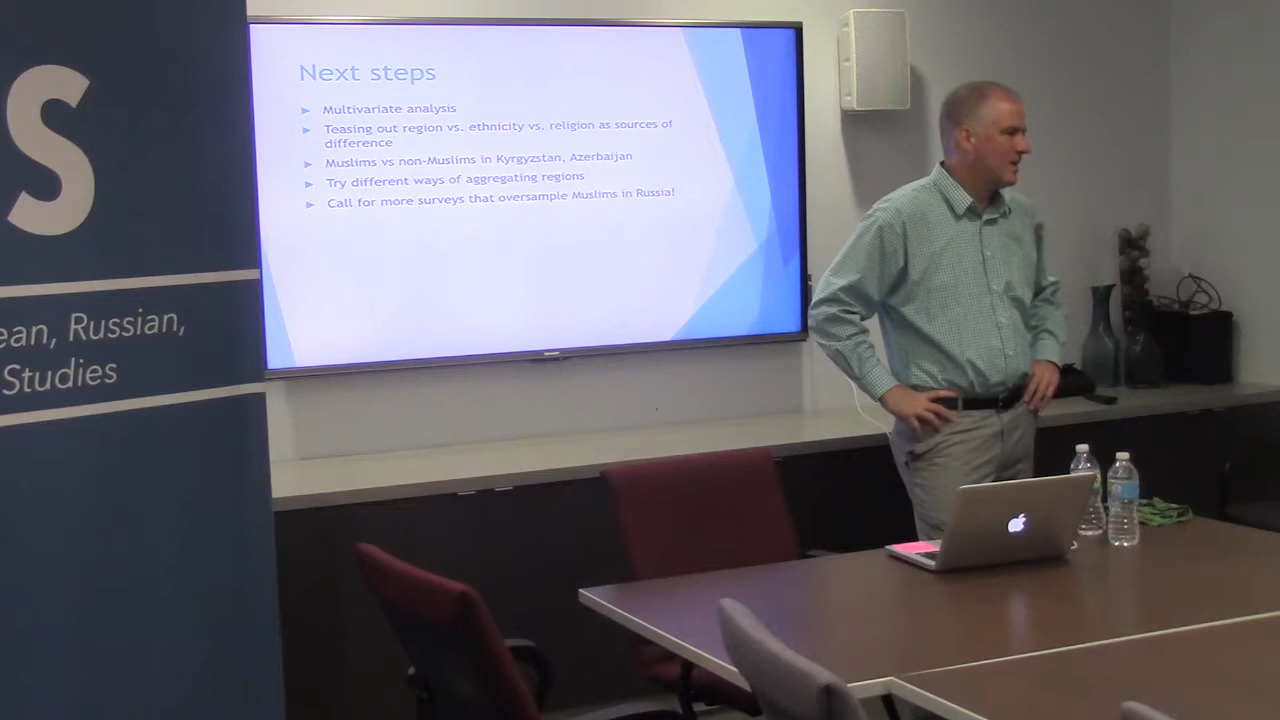 S
ean, Russian,
Studies
Next steps
Multivariate analysis
Teasing out region vs. ethnicity vs. religion as sources of
difference
Muslims vs non-Muslims in Kyrgyzstan, Azerbaijan
Try different ways of aggregating regions
Call for more surveys that oversample Muslims in Russia!